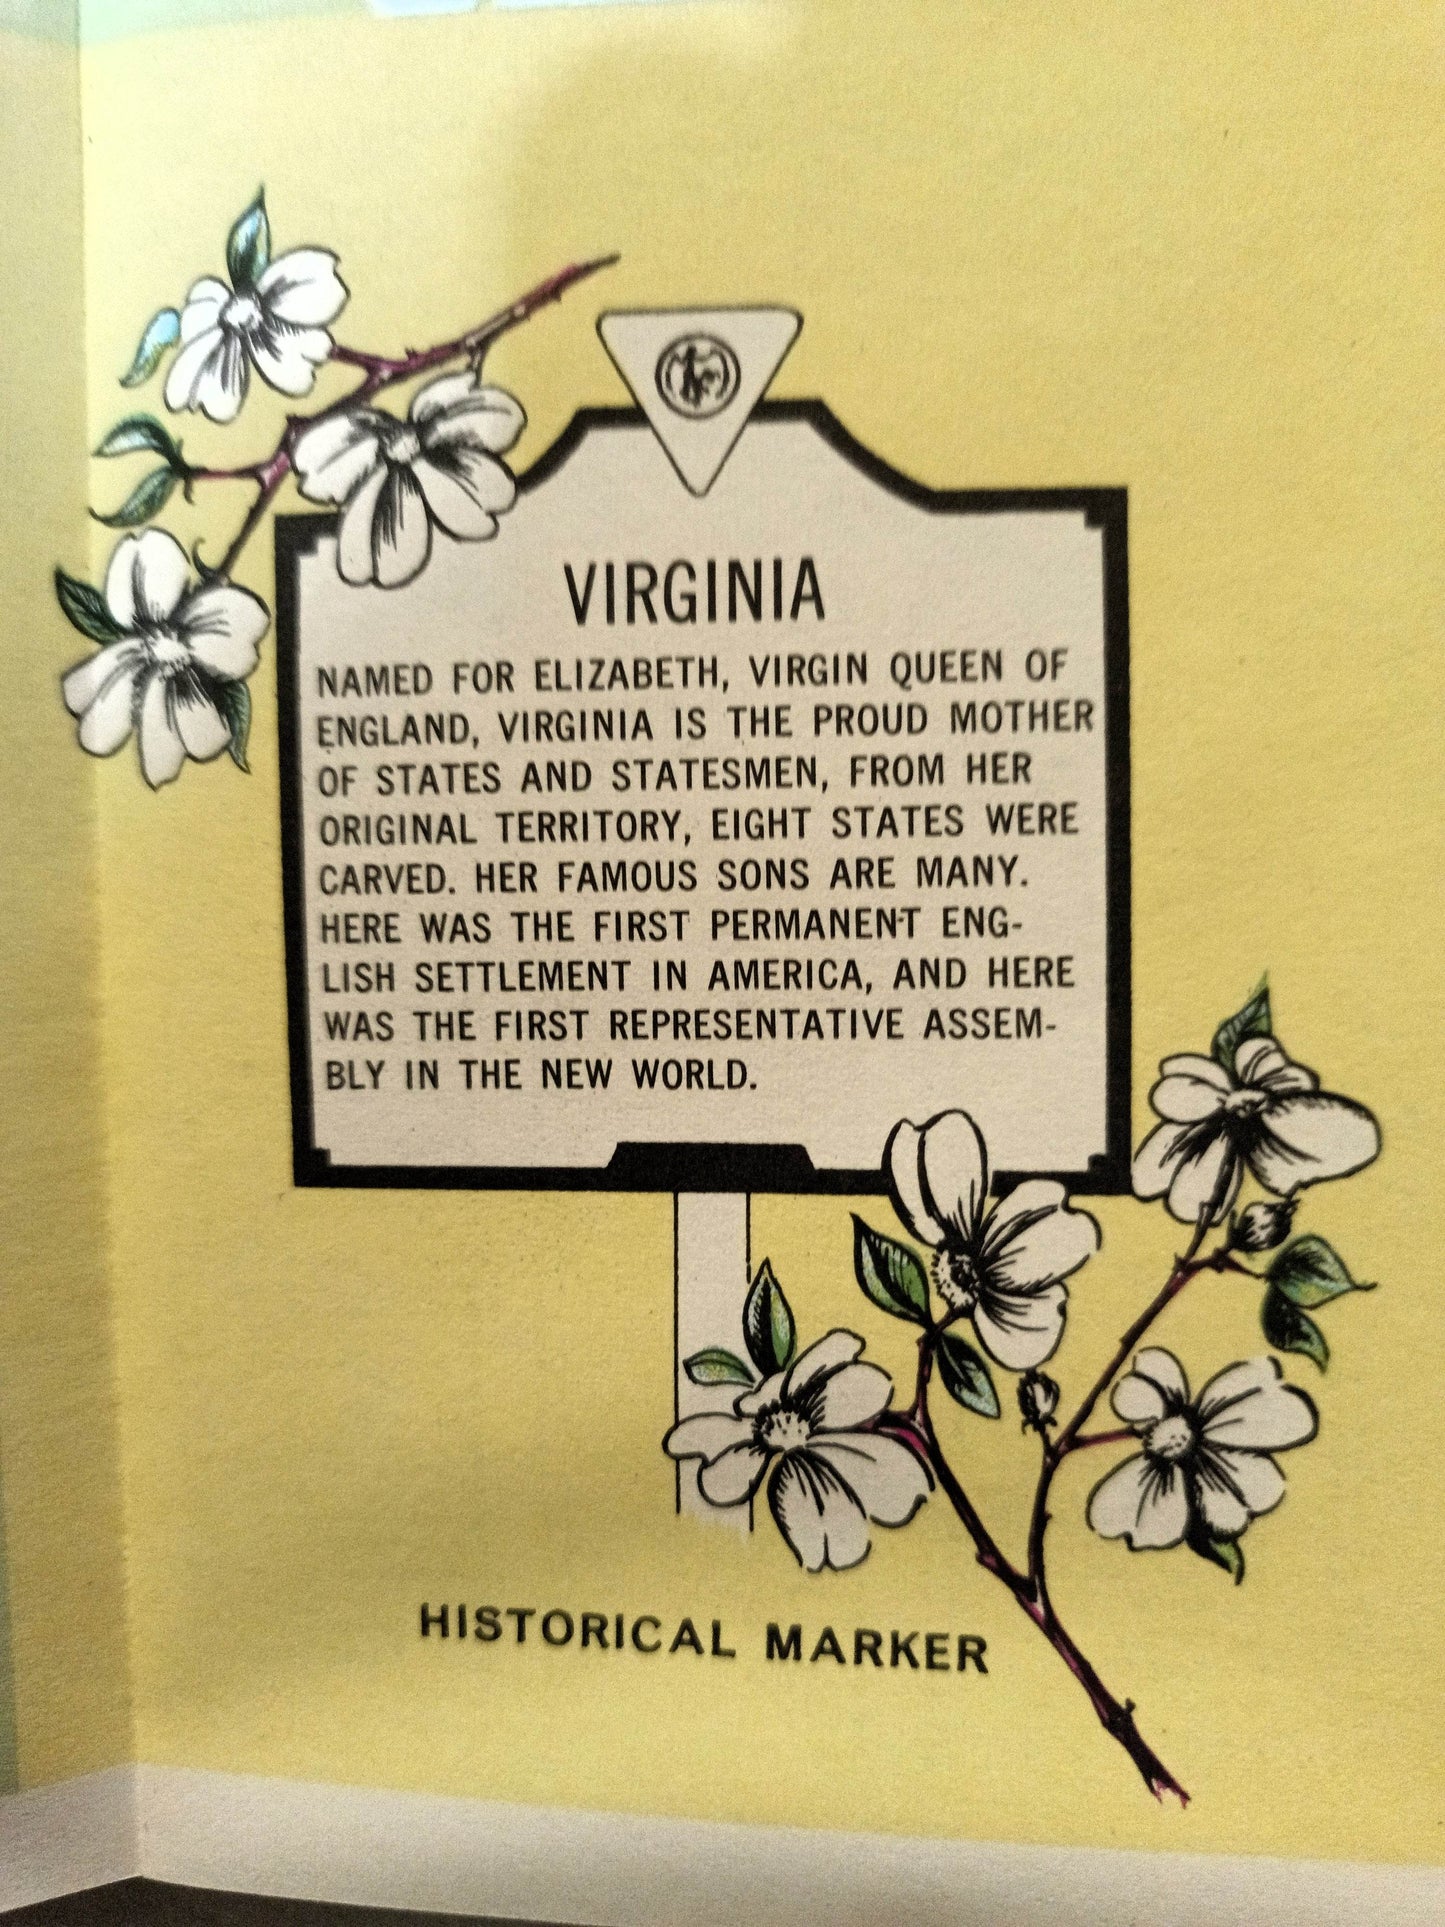 VIRGINIA
NAMED FOR ELIZABETH, VIRGIN QUEEN OF
ENGLAND, VIRGINIA IS THE PROUD MOTHER
OF STATES AND STATESMEN, FROM HER
ORIGINAL TERRITORY, EIGHT STATES WERE
CARVED. HER FAMOUS SONS ARE MANY.
HERE WAS THE FIRST PERMANENT ENG-
LISH SETTLEMENT IN AMERICA, AND HERE
WAS THE FIRST REPRESENTATIVE ASSEM-
BLY IN THE NEW WORLD.
HISTORICAL MARKER